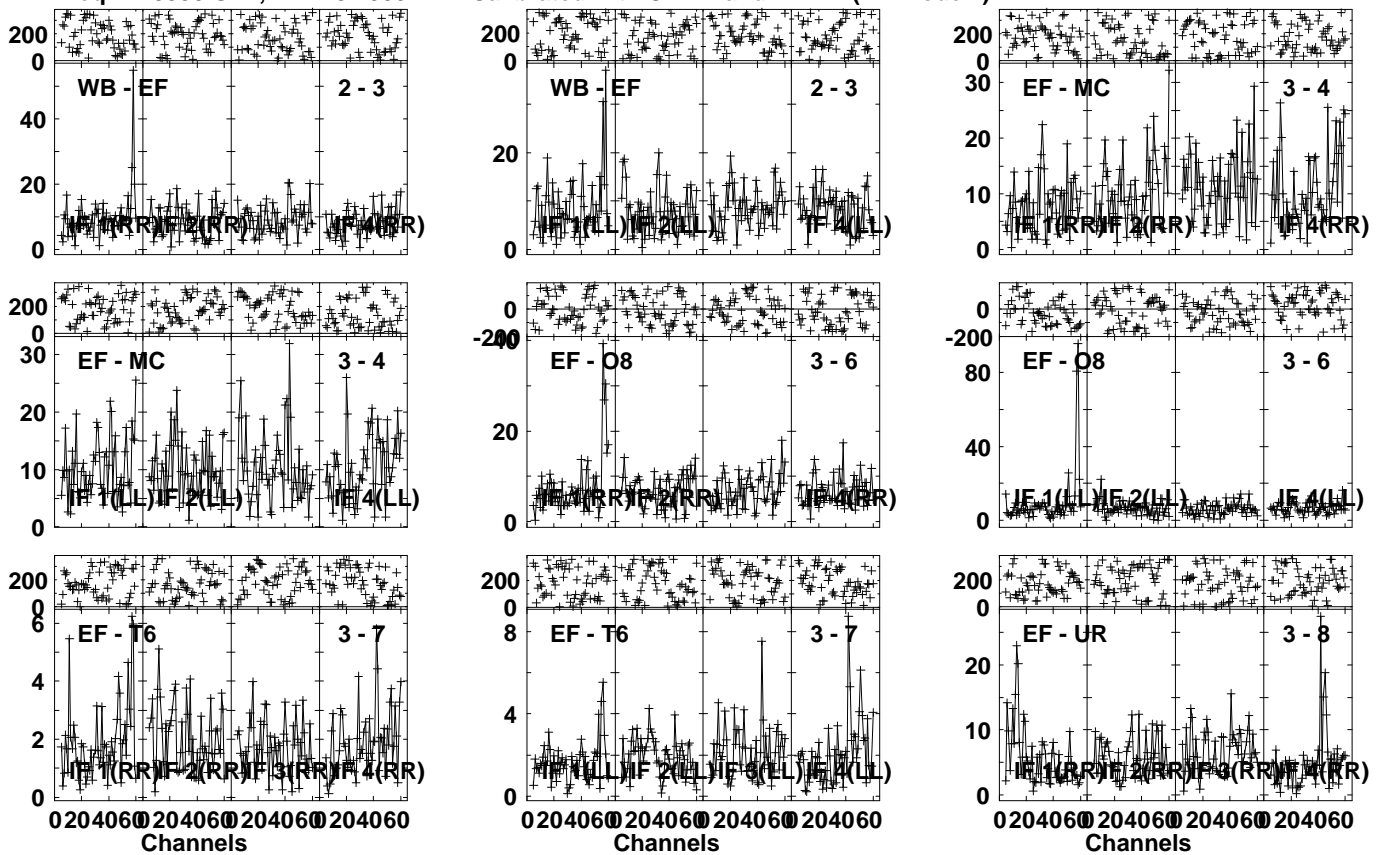 200
0
WB - EF
2 - 3
40
20
0
IF 1(RR)
IF 2(RR)
IF 4(RR)
200
0
WB - EF
2 - 3
20
0
IF 1(LL)
IF 2(LL)
IF 4(LL)
200
0
EF - MC
3 - 4
30
20
10
0
IF 1(RR)
IF 2(RR)
IF 4(RR)
200
0
EF - MC
3 - 4
30
20
10
0
IF 1(LL)
IF 2(LL)
IF 4(LL)
0
-200
40
EF - O8
3 - 6
20
0
IF 1(RR)
IF 2(RR)
IF 4(RR)
0
-200
EF - O8
3 - 6
80
40
0
IF 1(LL)
IF 2(LL)
IF 4(LL)
200
0
EF - T6
3 - 7
6
4
2
0
IF 1(RR)
IF 2(RR)
IF 3(RR)
IF 4(RR)
0 20 40 60 0 20 40 60 0 20 40 60 0 20 40 60
Channels
200
0
EF - T6
3 - 7
8
4
0
IF 1(LL)
IF 2(LL)
IF 3(LL)
IF 4(LL)
0 20 40 60 0 20 40 60 0 20 40 60 0 20 40 60
Channels
200
0
EF - UR
3 - 8
20
10
0
IF 1(RR)
IF 2(RR)
IF 3(RR)
IF 4(RR)
0 20 40 60 0 20 40 60 0 20 40 60 0 20 40 60
Channels